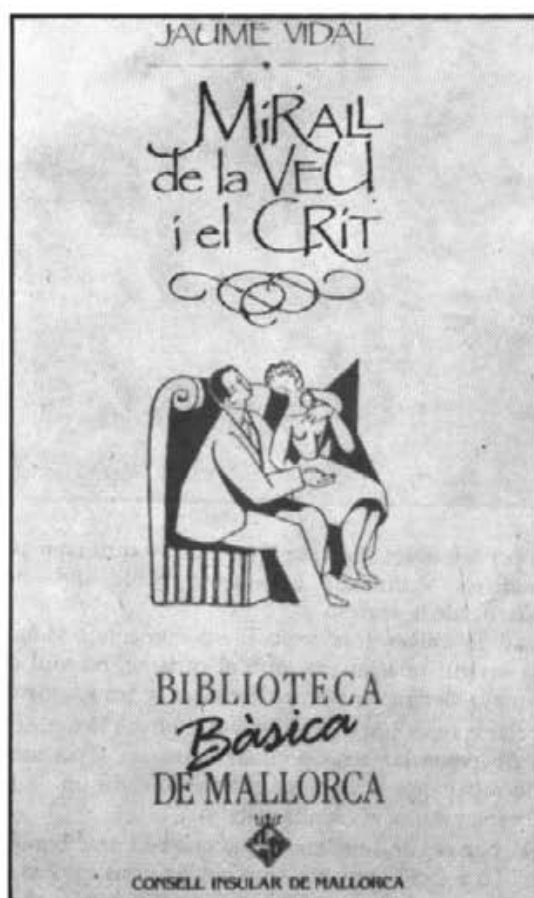 JAUME VIDAL
MiRALL
de la VEU
i el CRiT
BIBLIOTECA
Bàsica
DE MALLORCA
CONSELL INSULAR DE MALLORCA